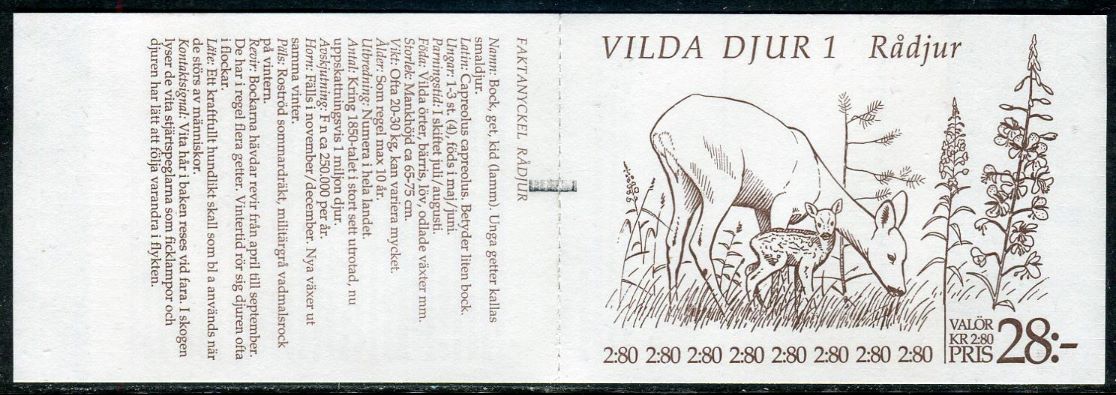 FAKTANYCKEL RÅDJUR
Namn: Bock, get, kid (lamm). Unga getter kallas
smaldjur.
Latin: Capreolus capreolus. Betyder liten bock.
Ungar: 1-3 st. (4), föds i maj/juni.
Parningstid: I skiftet juli/augusti.
Föda: Vilda örter, bärris, löv, odlade växter mm.
Storlek: Mankhöjd ca 65-75 cm.
Vikt: Ofta 20-30 kg, kan variera mycket.
Ålder: Som regel max 10 år.
Utbredning: Numera i hela landet.
Antal: Kring 1850-talet i stort sett utrotad, nu
uppskattningsvis 1 miljon djur.
Avskjutning: F n ca 250.000 per år.
Horn: Fälls i november/december. Nya växer ut
samma vinter.
Päls: Roströd sommardräkt, militärgrå vadmalsrock
på vintern.
Revir: Bockarna hävdar revir från april till september.
De har i regel flera getter. Vintertid rör sig djuren ofta
i flockar.
Läte: Ett kraftfullt hundlikt skall som bl a används när
de störs av människor.
Kontaktsignal: Vita hår i baken reses vid fara. I skogen
lyser de vita stjärtspeglarna som ficklampor och
djuren har lätt att följa varandra i flykten.
VILDA DJUR 1 Rådjur
2:80 2:80 2:80 2:80 2:80 2:80 2:80 2:80
VALÖR
KR 2:80
PRIS 28:-